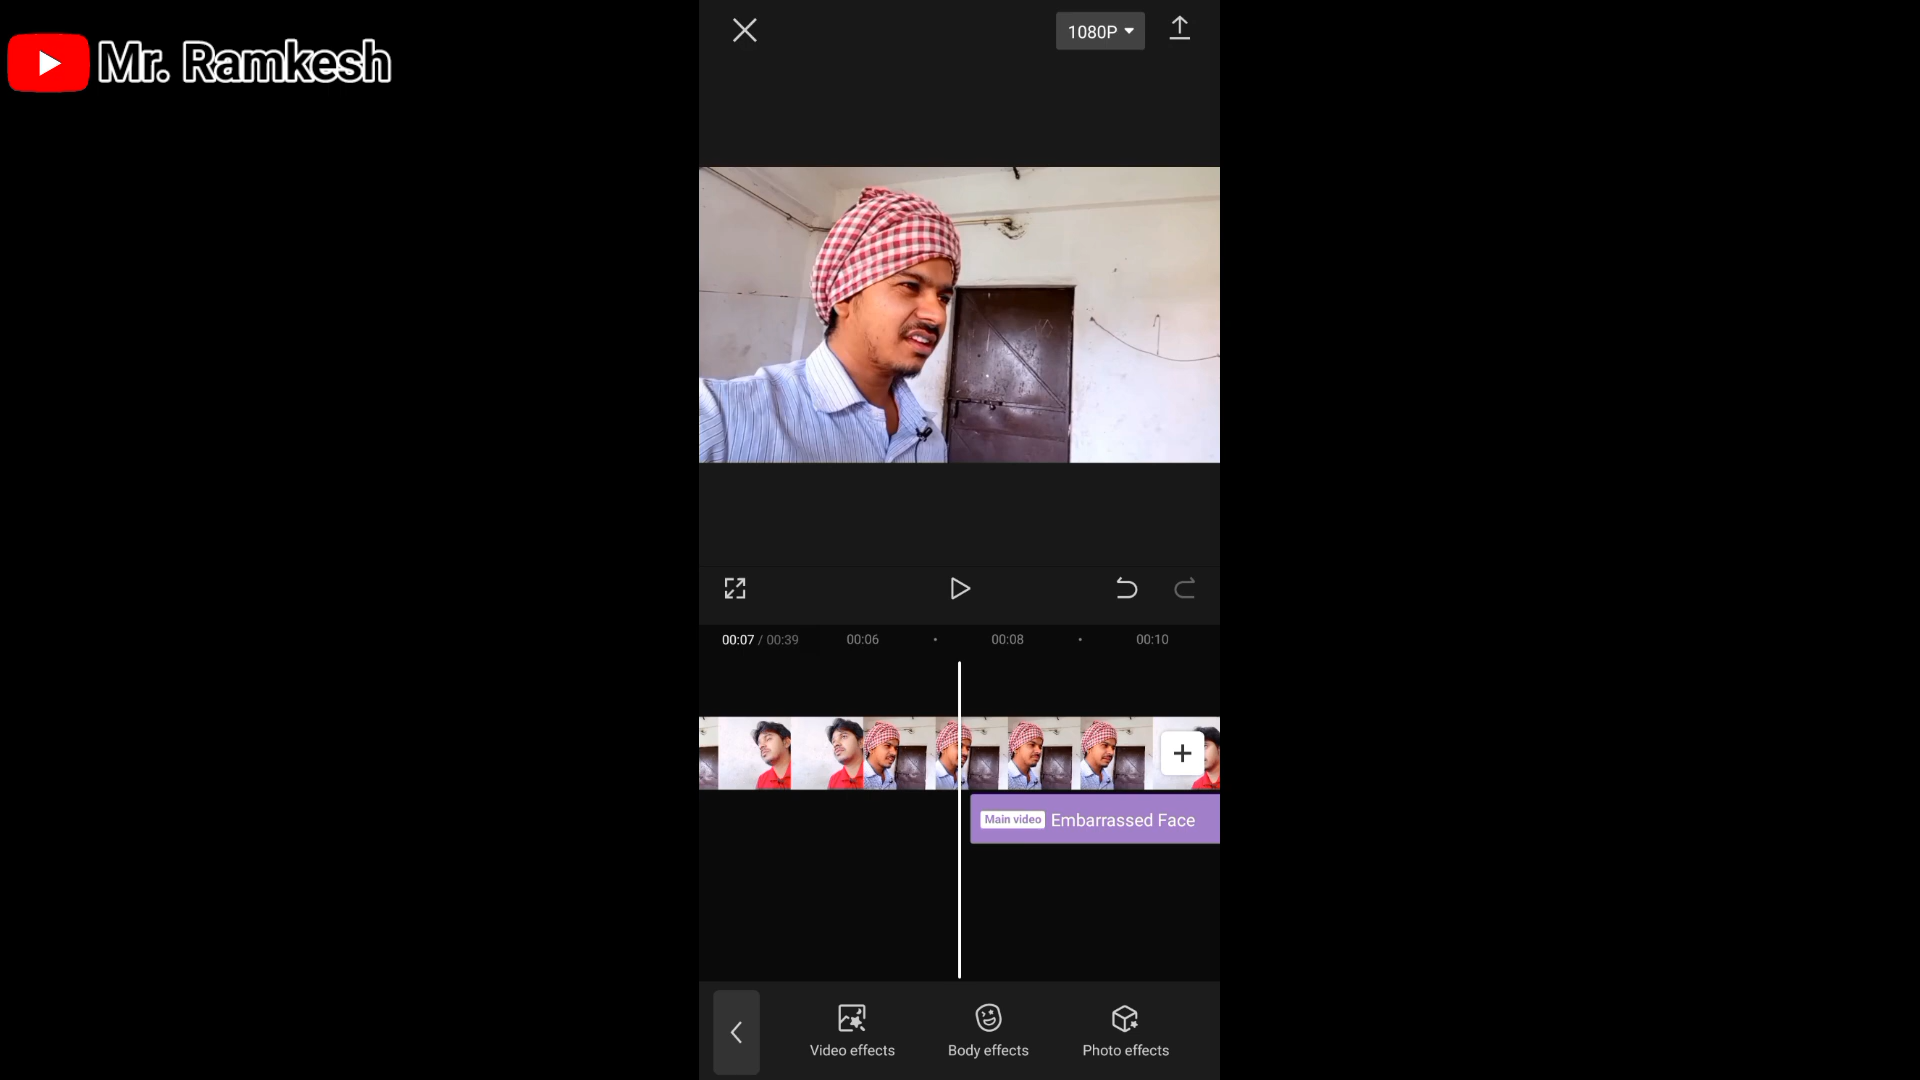 Mr. Ramkesh
1080P
00:07 / 00:39 00:06 00:08 00:10
Main video Embarrassed Face
Video effects Body effects Photo effects